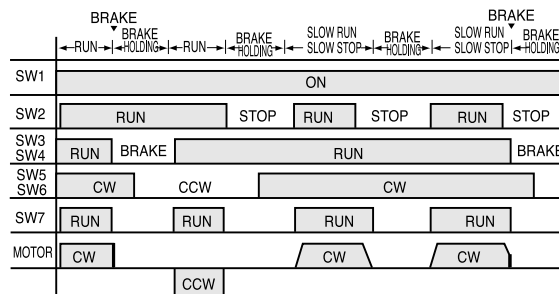 BRAKE BRAKE
RUN BRAKE HOLDING RUN BRAKE HOLDING SLOW RUN SLOW STOP BRAKE HOLDING SLOW RUN SLOW STOP BRAKE HOLDING
SW1 ON
SW2 RUN STOP RUN STOP RUN STOP
SW3 SW4 RUN BRAKE RUN BRAKE
SW5 SW6 CW CCW CW
SW7 RUN RUN RUN RUN
MOTOR CW CW CW
CCW